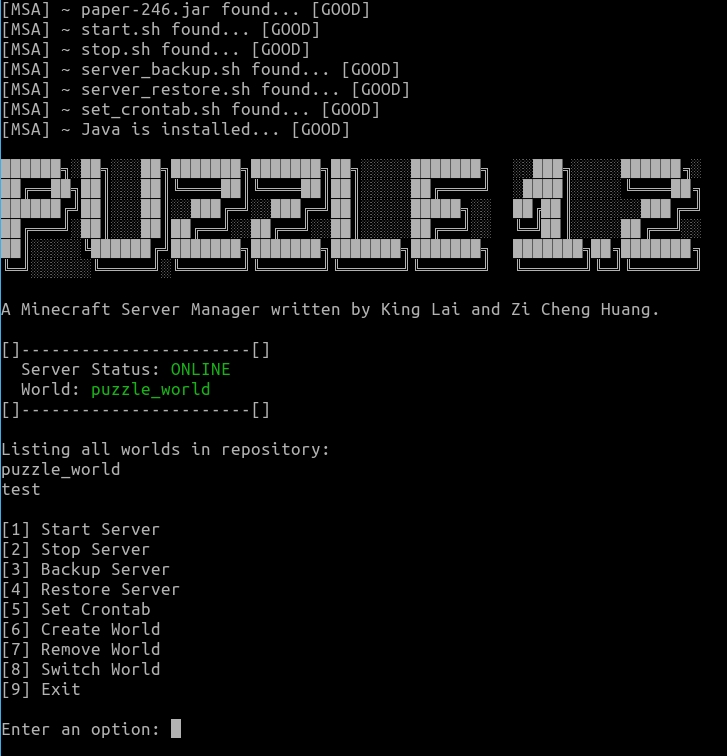 [MSA] ~ paper-246.jar found... [GOOD]
[MSA] ~ start.sh found... [GOOD]
[MSA] ~ stop.sh found... [GOOD]
[MSA] ~ server_backup.sh found... [GOOD]
[MSA] ~ server_restore.sh found... [GOOD]
[MSA] ~ set_crontab.sh found... [GOOD]
[MSA] ~ Java is installed... [GOOD]
PUZZLE 1.2
A Minecraft Server Manager written by King Lai and Zi Cheng Huang.
[]-----------------------[]
Server Status: ONLINE
World: puzzle_world
[]-----------------------[]
Listing all worlds in repository:
puzzle_world
test
[1] Start Server
[2] Stop Server
[3] Backup Server
[4] Restore Server
[5] Set Crontab
[6] Create World
[7] Remove World
[8] Switch World
[9] Exit
Enter an option: